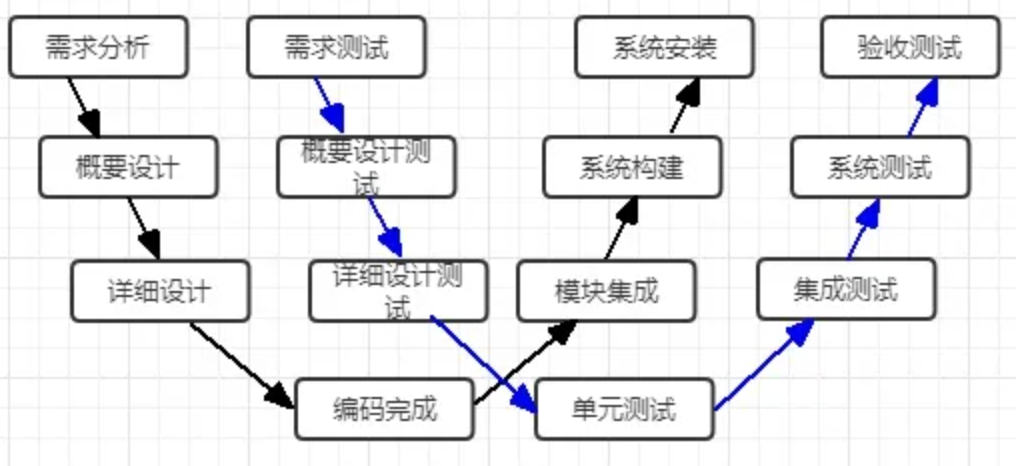 需求分析
需求测试
系统安装
验收测试
概要设计
概要设计测
试
系统构建
系统测试
详细设计
详细设计测
试
模块集成
集成测试
编码完成
单元测试